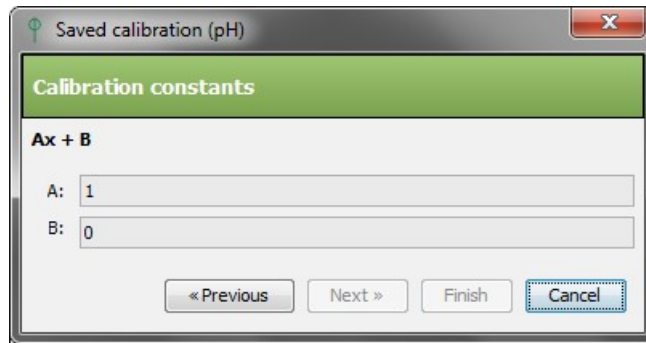 Saved calibration (pH)
Calibration constants
Ax + B
A: 1
B: 0
« Previous Next » Finish Cancel